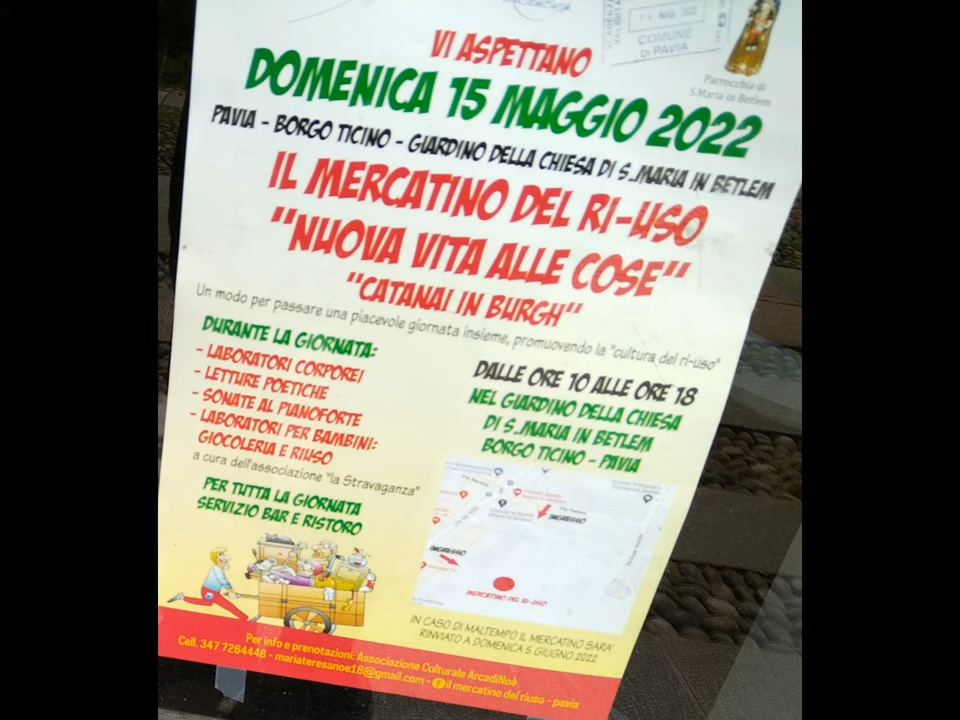 COMUNE
DI PAVIA
Parrocchia di
S.Maria in Betlem
VI ASPETTANO
DOMENICA 15 MAGGIO 2022
PAVIA - BORGO TICINO - GIARDINO DELLA CHIESA DI S.MARIA IN BETLEM
IL MERCATINO DEL RI-USO
"NUOVA VITA ALLE COSE"
"CATANAI IN BURGH"
Un modo per passare una piacevole giornata insieme, promuovendo la "cultura del ri-uso"
DURANTE LA GIORNATA:
- LABORATORI CORPOREI
- LETTURE POETICHE
- SONATE AL PIANOFORTE
- LABORATORI PER BAMBINI:
GIOCOLERIA E RIUSO
a cura dell'associazione "la Stravaganza"
PER TUTTA LA GIORNATA
SERVIZIO BAR E RISTORO
DALLE ORE 10 ALLE ORE 18
NEL GIARDINO DELLA CHIESA
DI S.MARIA IN BETLEM
BORGO TICINO - PAVIA
INGRESSO
INGRESSO
MERCATINO DEL RI-USO
IN CASO DI MALTEMPO IL MERCATINO SARA'
RINVIATO A DOMENICA 5 GIUGNO 2022
Per info e prenotazioni: Associazione Culturale ArcadiNoè
Cell. 347 7264448 - mariateresanoe18@gmail.com - il mercatino del riuso - pavia